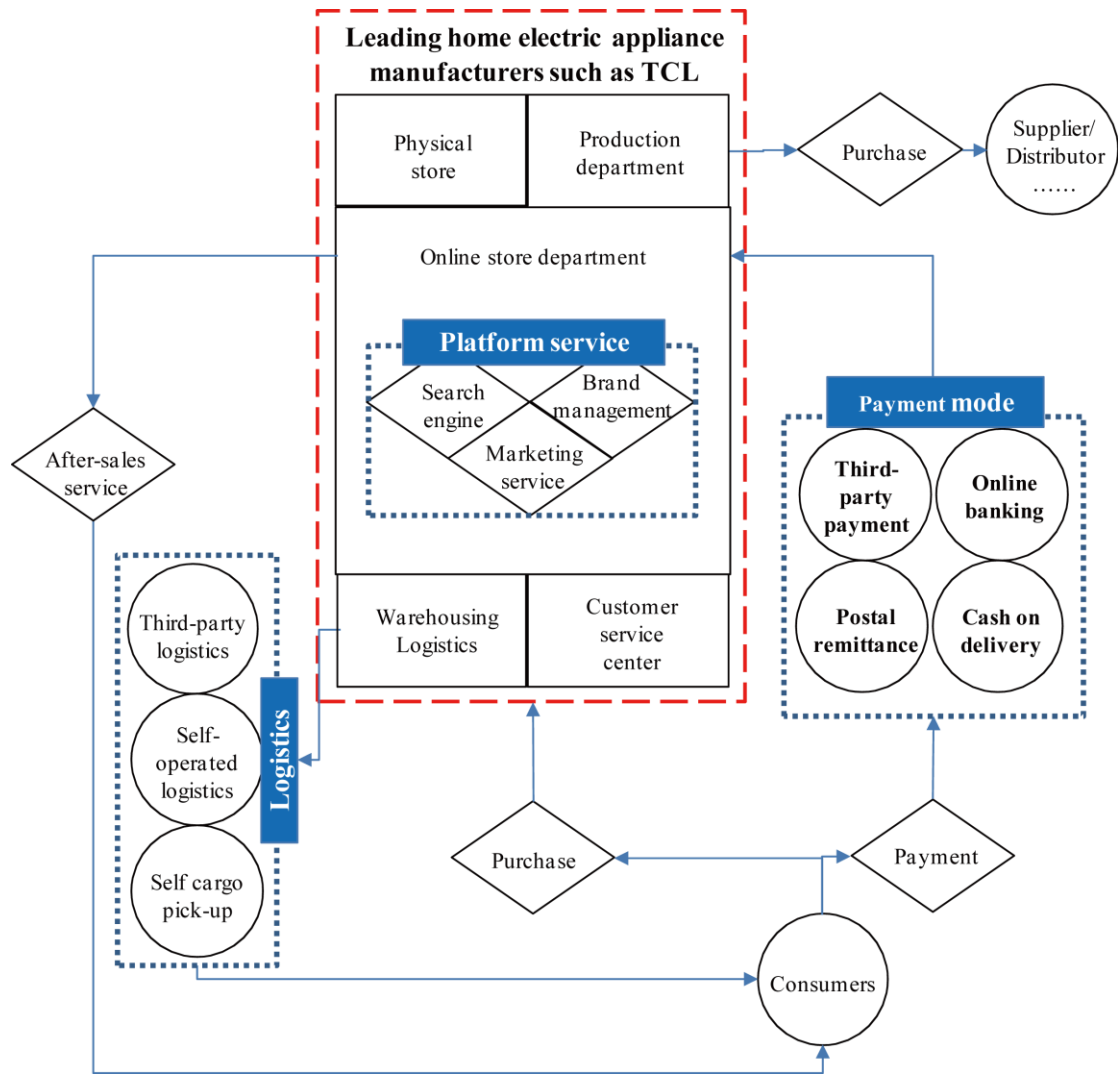 Leading home electric appliance
manufacturers such as TCL
Physical
store
Production
department
Purchase
Supplier/
Distributor
……
Online store department
Platform service
Search
engine
Brand
management
Marketing
service
Payment mode
Third-
party
payment
Online
banking
Postal
remittance
Cash on
delivery
After-sales
service
Third-party
logistics
Self-
operated
logistics
Self cargo
pick-up
Logistics
Warehousing
Logistics
Customer
service
center
Purchase
Payment
Consumers